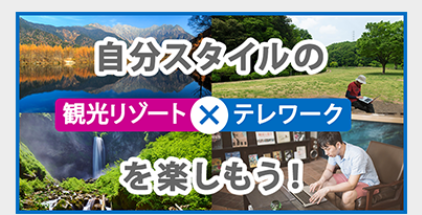 自分スタイルの
観光リゾート×テレワーク
を楽しもう!